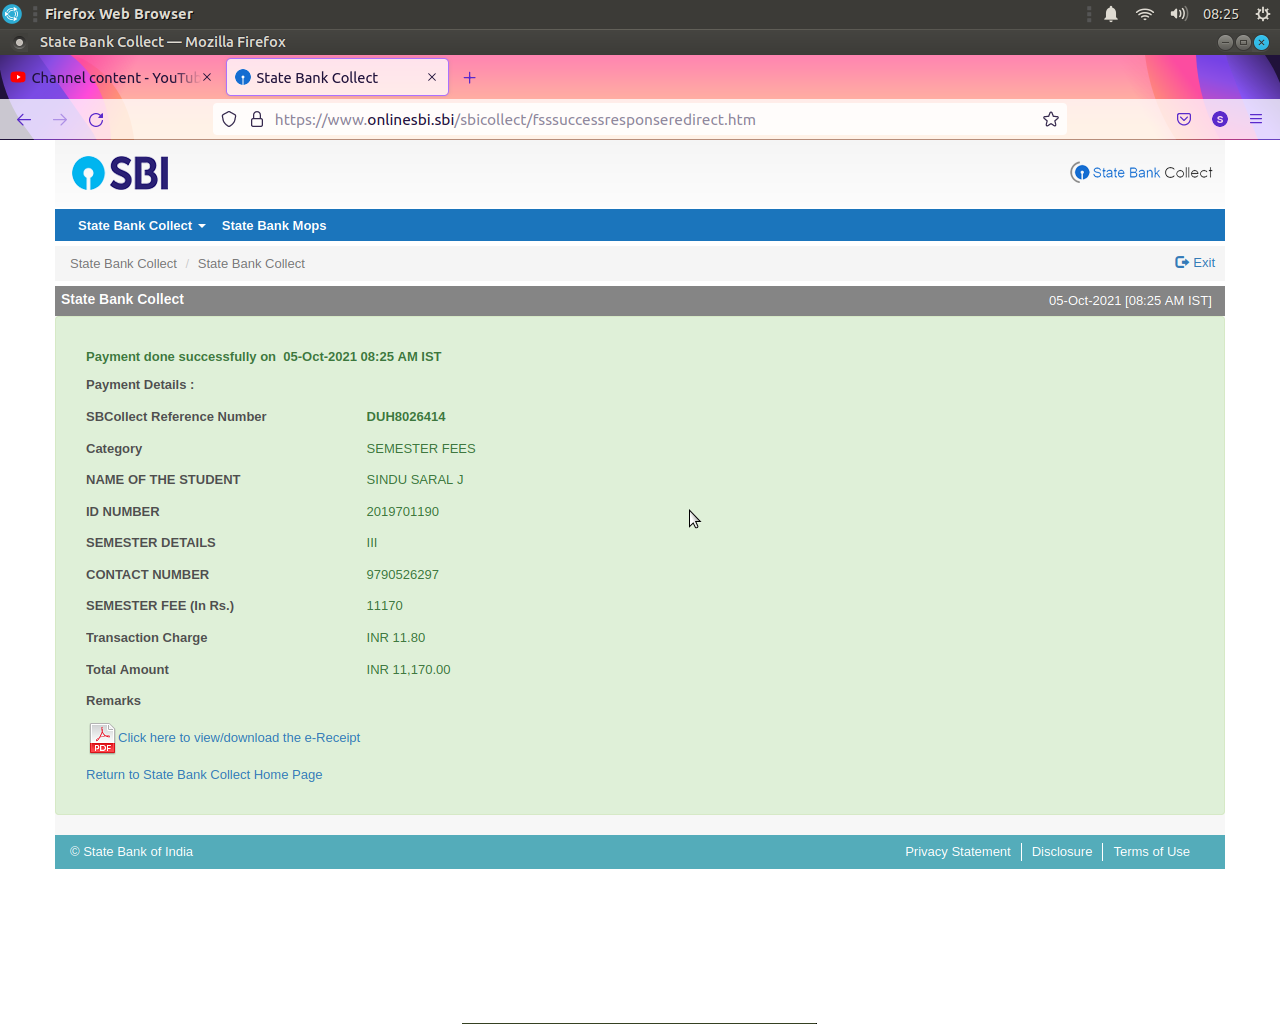 Firefox Web Browser
08:25
State Bank Collect — Mozilla Firefox
Channel content - YouTub
State Bank Collect
https://www.onlinesbi.sbi/sbicollect/fsssuccessresponseredirect.htm
S
SBI
State Bank Collect
State Bank Collect State Bank Mops
State Bank Collect / State Bank Collect
Exit
State Bank Collect
05-Oct-2021 [08:25 AM IST]
Payment done successfully on 05-Oct-2021 08:25 AM IST
Payment Details :
SBCollect Reference Number DUH8026414
Category SEMESTER FEES
NAME OF THE STUDENT SINDU SARAL J
ID NUMBER 2019701190
SEMESTER DETAILS III
CONTACT NUMBER 9790526297
SEMESTER FEE (In Rs.) 11170
Transaction Charge INR 11.80
Total Amount INR 11,170.00
Remarks
PDF Click here to view/download the e-Receipt
Return to State Bank Collect Home Page
© State Bank of India
Privacy Statement Disclosure Terms of Use